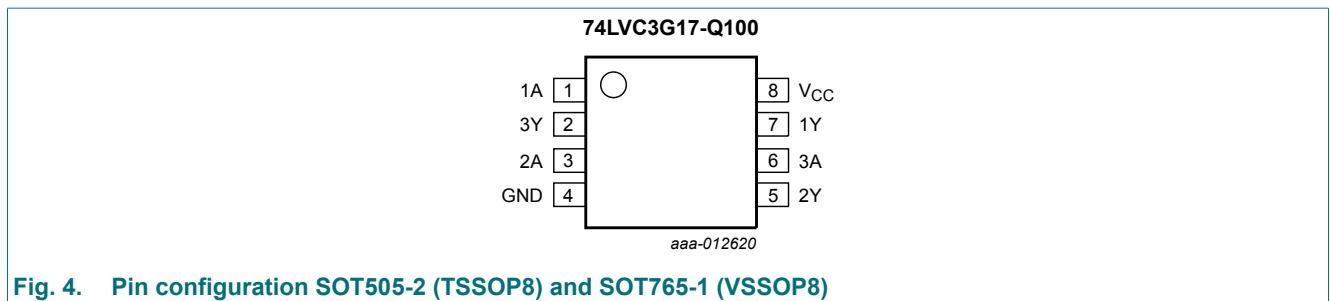 74LVC3G17-Q100
1A 1 8 VCC
3Y 2 7 1Y
2A 3 6 3A
GND 4 5 2Y
aaa-012620
Fig. 4. Pin configuration SOT505-2 (TSSOP8) and SOT765-1 (VSSOP8)